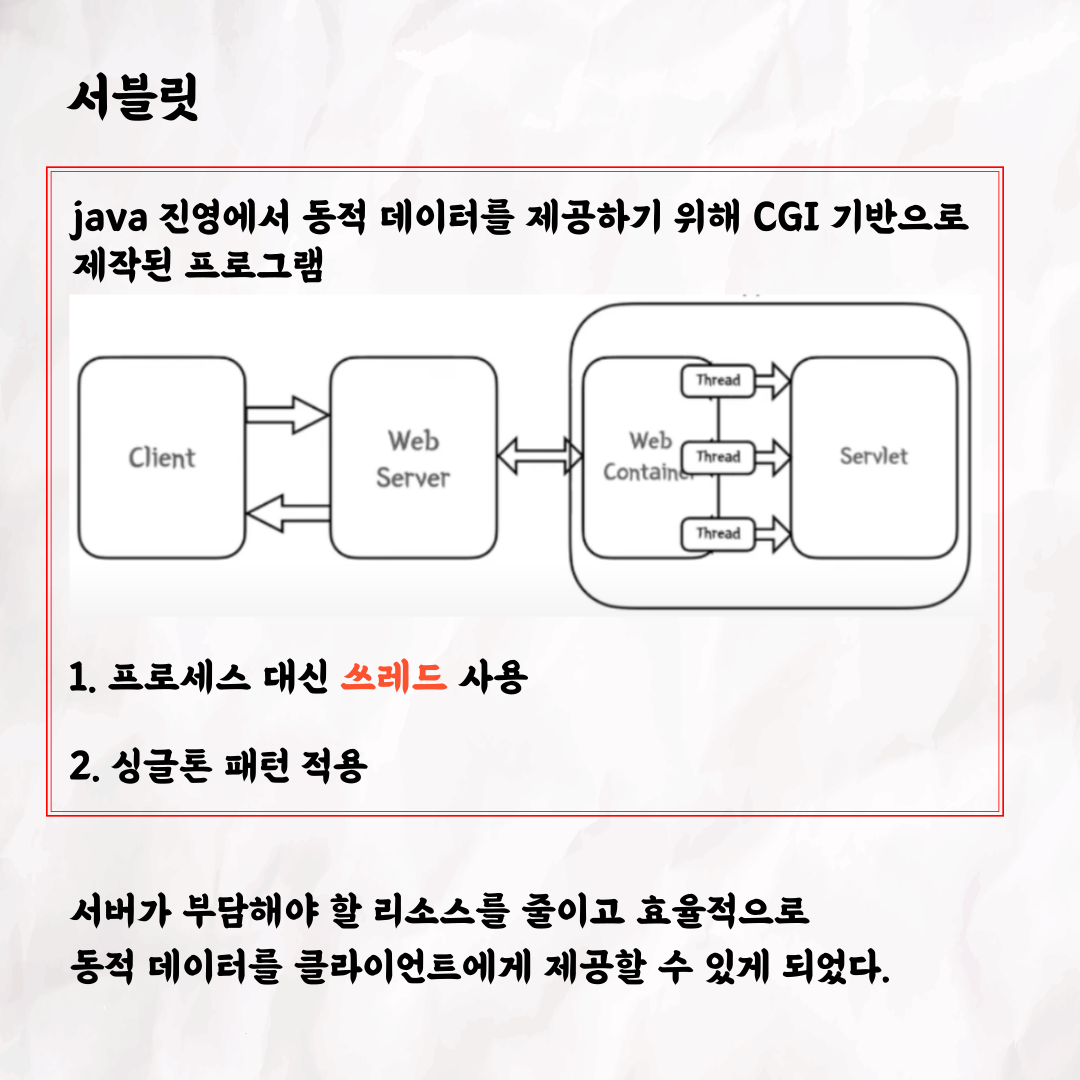 서블릿
java 진영에서 동적 데이터를 제공하기 위해 CGI 기반으로
제작된 프로그램
Client
Web
Server
Web
Container
Thread
Thread
Thread
Servlet
1. 프로세스 대신 쓰레드 사용
2. 싱글톤 패턴 적용
서버가 부담해야 할 리소스를 줄이고 효율적으로
동적 데이터를 클라이언트에게 제공할 수 있게 되었다.